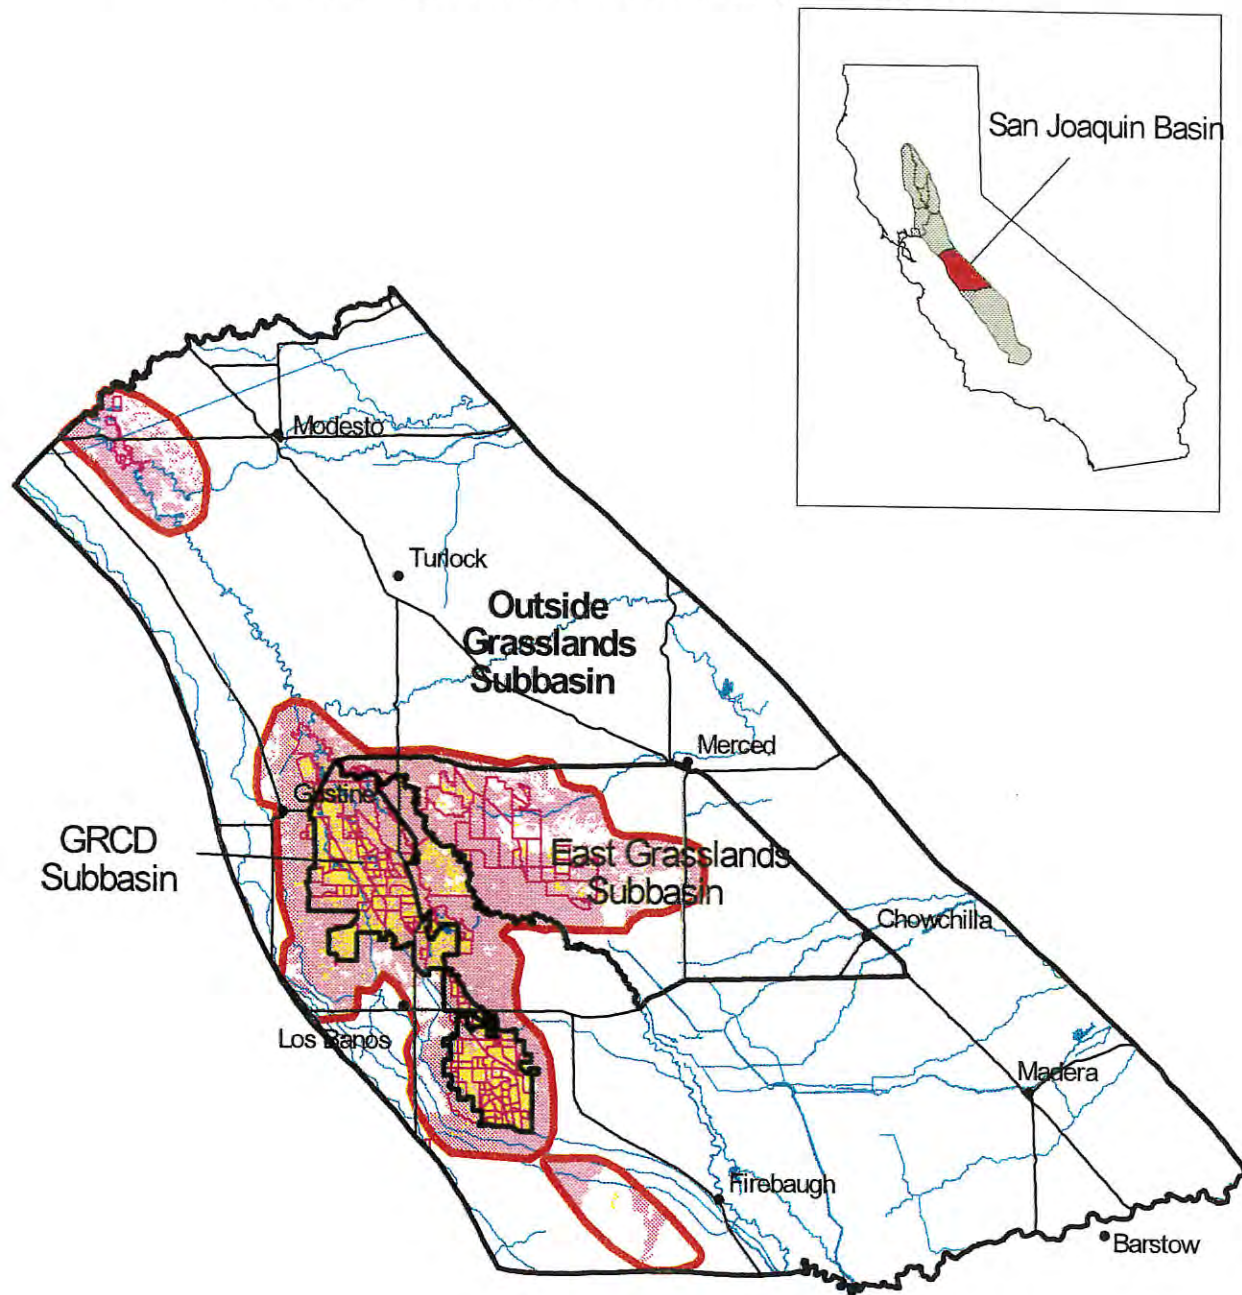 San Joaquin Basin
Modesto
Turlock
Outside
Grasslands
Subbasin
Merced
Gustine
GRCD
Subbasin
East Grasslands
Subbasin
Chowchilla
Los Banos
Madera
Firebaugh
Barstow